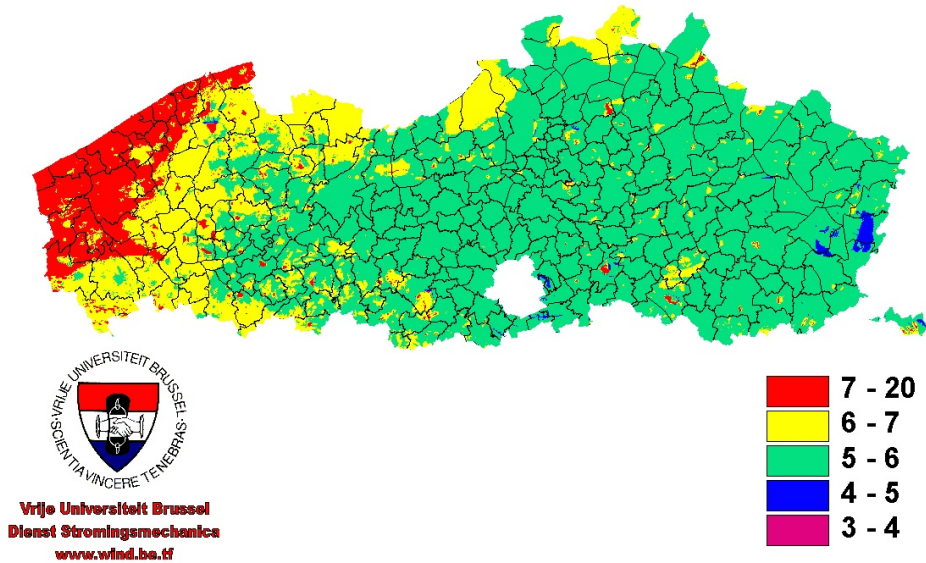 VRIJE UNIVERSITEIT BRUSSEL
SCIENTIA VINCERE TENEBRAS
Vrije Universiteit Brussel
Dienst Stromingsmechanica
www.wind.be.tf
7 - 20
6 - 7
5 - 6
4 - 5
3 - 4